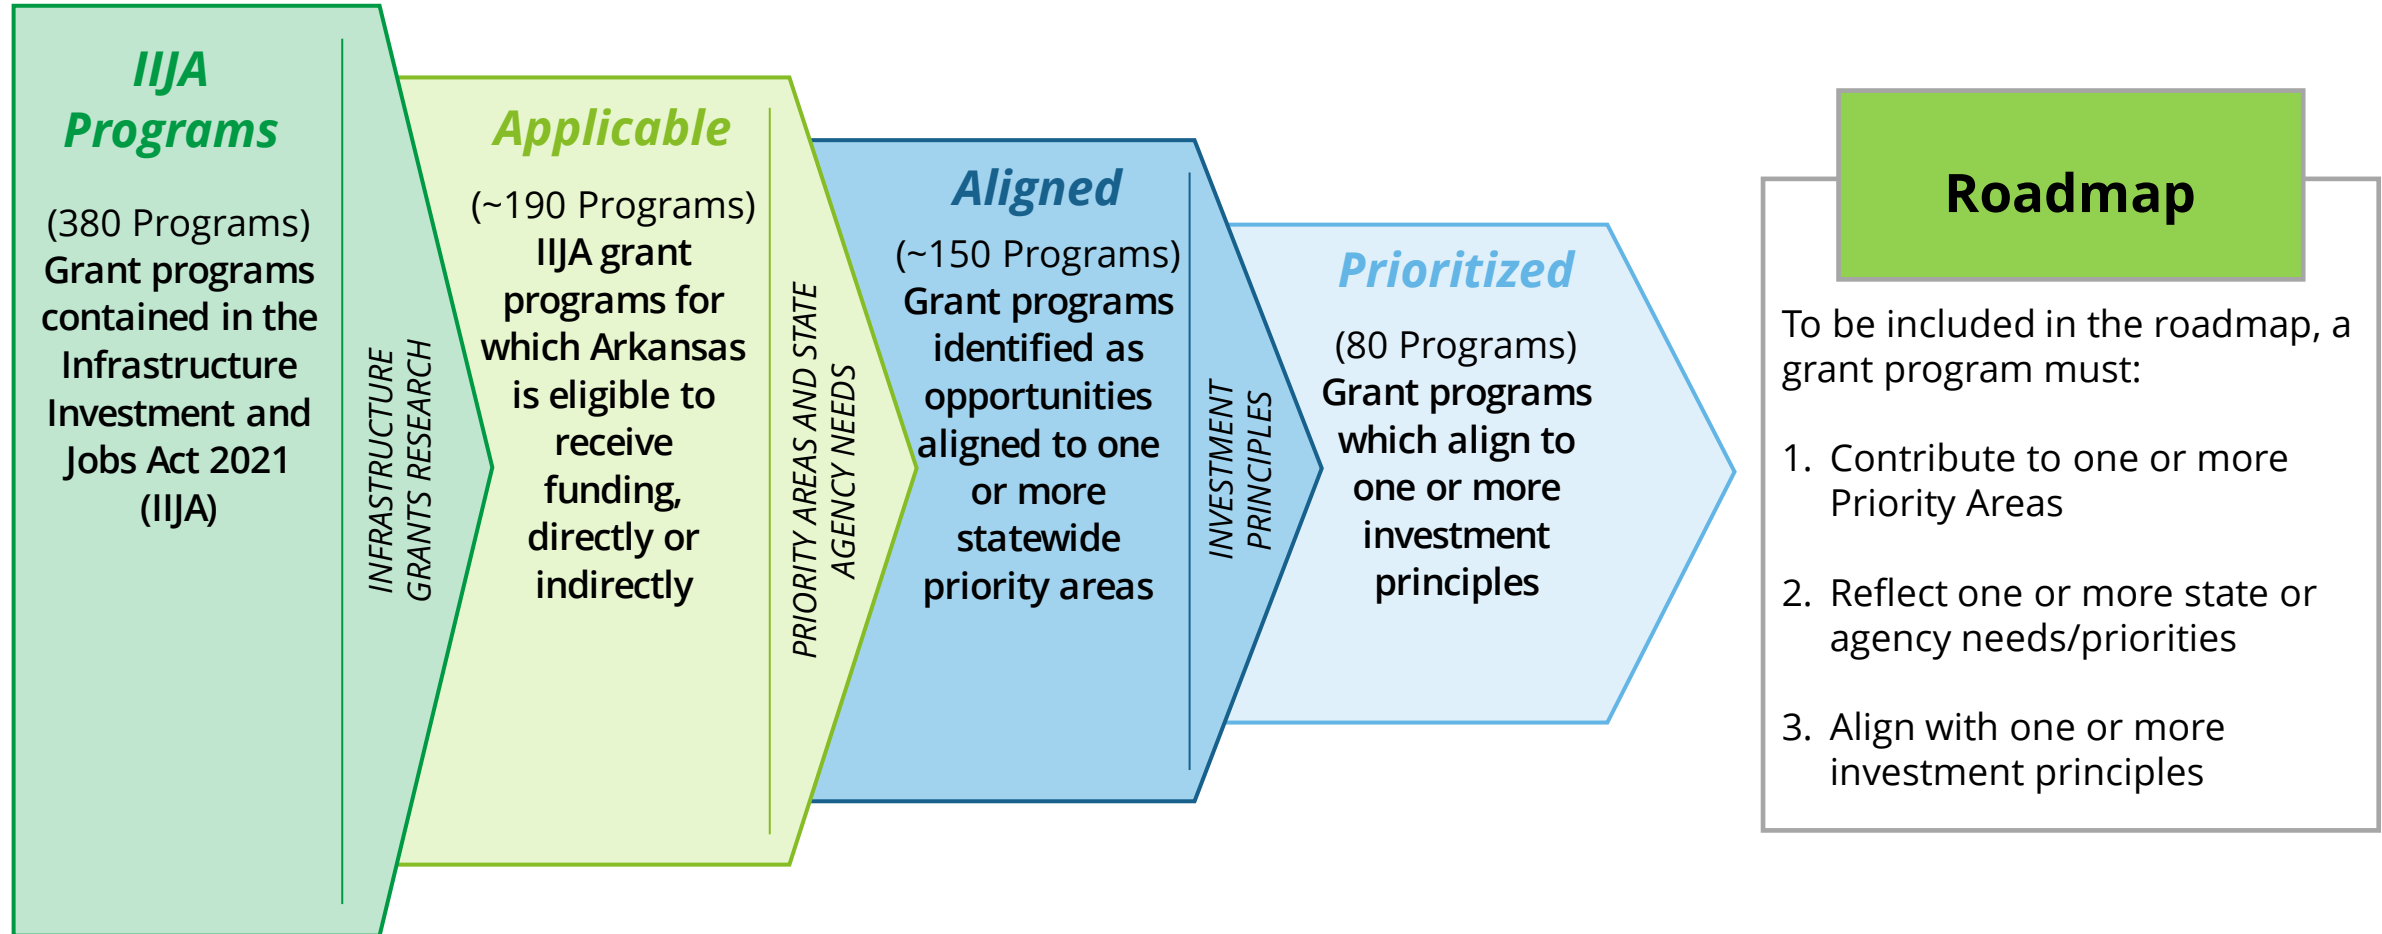 IIJA
Programs
(380 Programs)
Grant programs
contained in the
Infrastructure
Investment and
Jobs Act 2021
(IIJA)
INFRASTRUCTURE
GRANTS RESEARCH
Applicable
(~190 Programs)
IIJA grant
programs for
which Arkansas
is eligible to
receive
funding,
directly or
indirectly
PRIORITY AREAS AND STATE
AGENCY NEEDS
Aligned
(~150 Programs)
Grant programs
identified as
opportunities
aligned to one
or more
statewide
priority areas
INVESTMENT
PRINCIPLES
Prioritized
(80 Programs)
Grant programs
which align to
one or more
investment
principles
Roadmap
To be included in the roadmap, a
grant program must:
1. Contribute to one or more
Priority Areas
2. Reflect one or more state or
agency needs/priorities
3. Align with one or more
investment principles